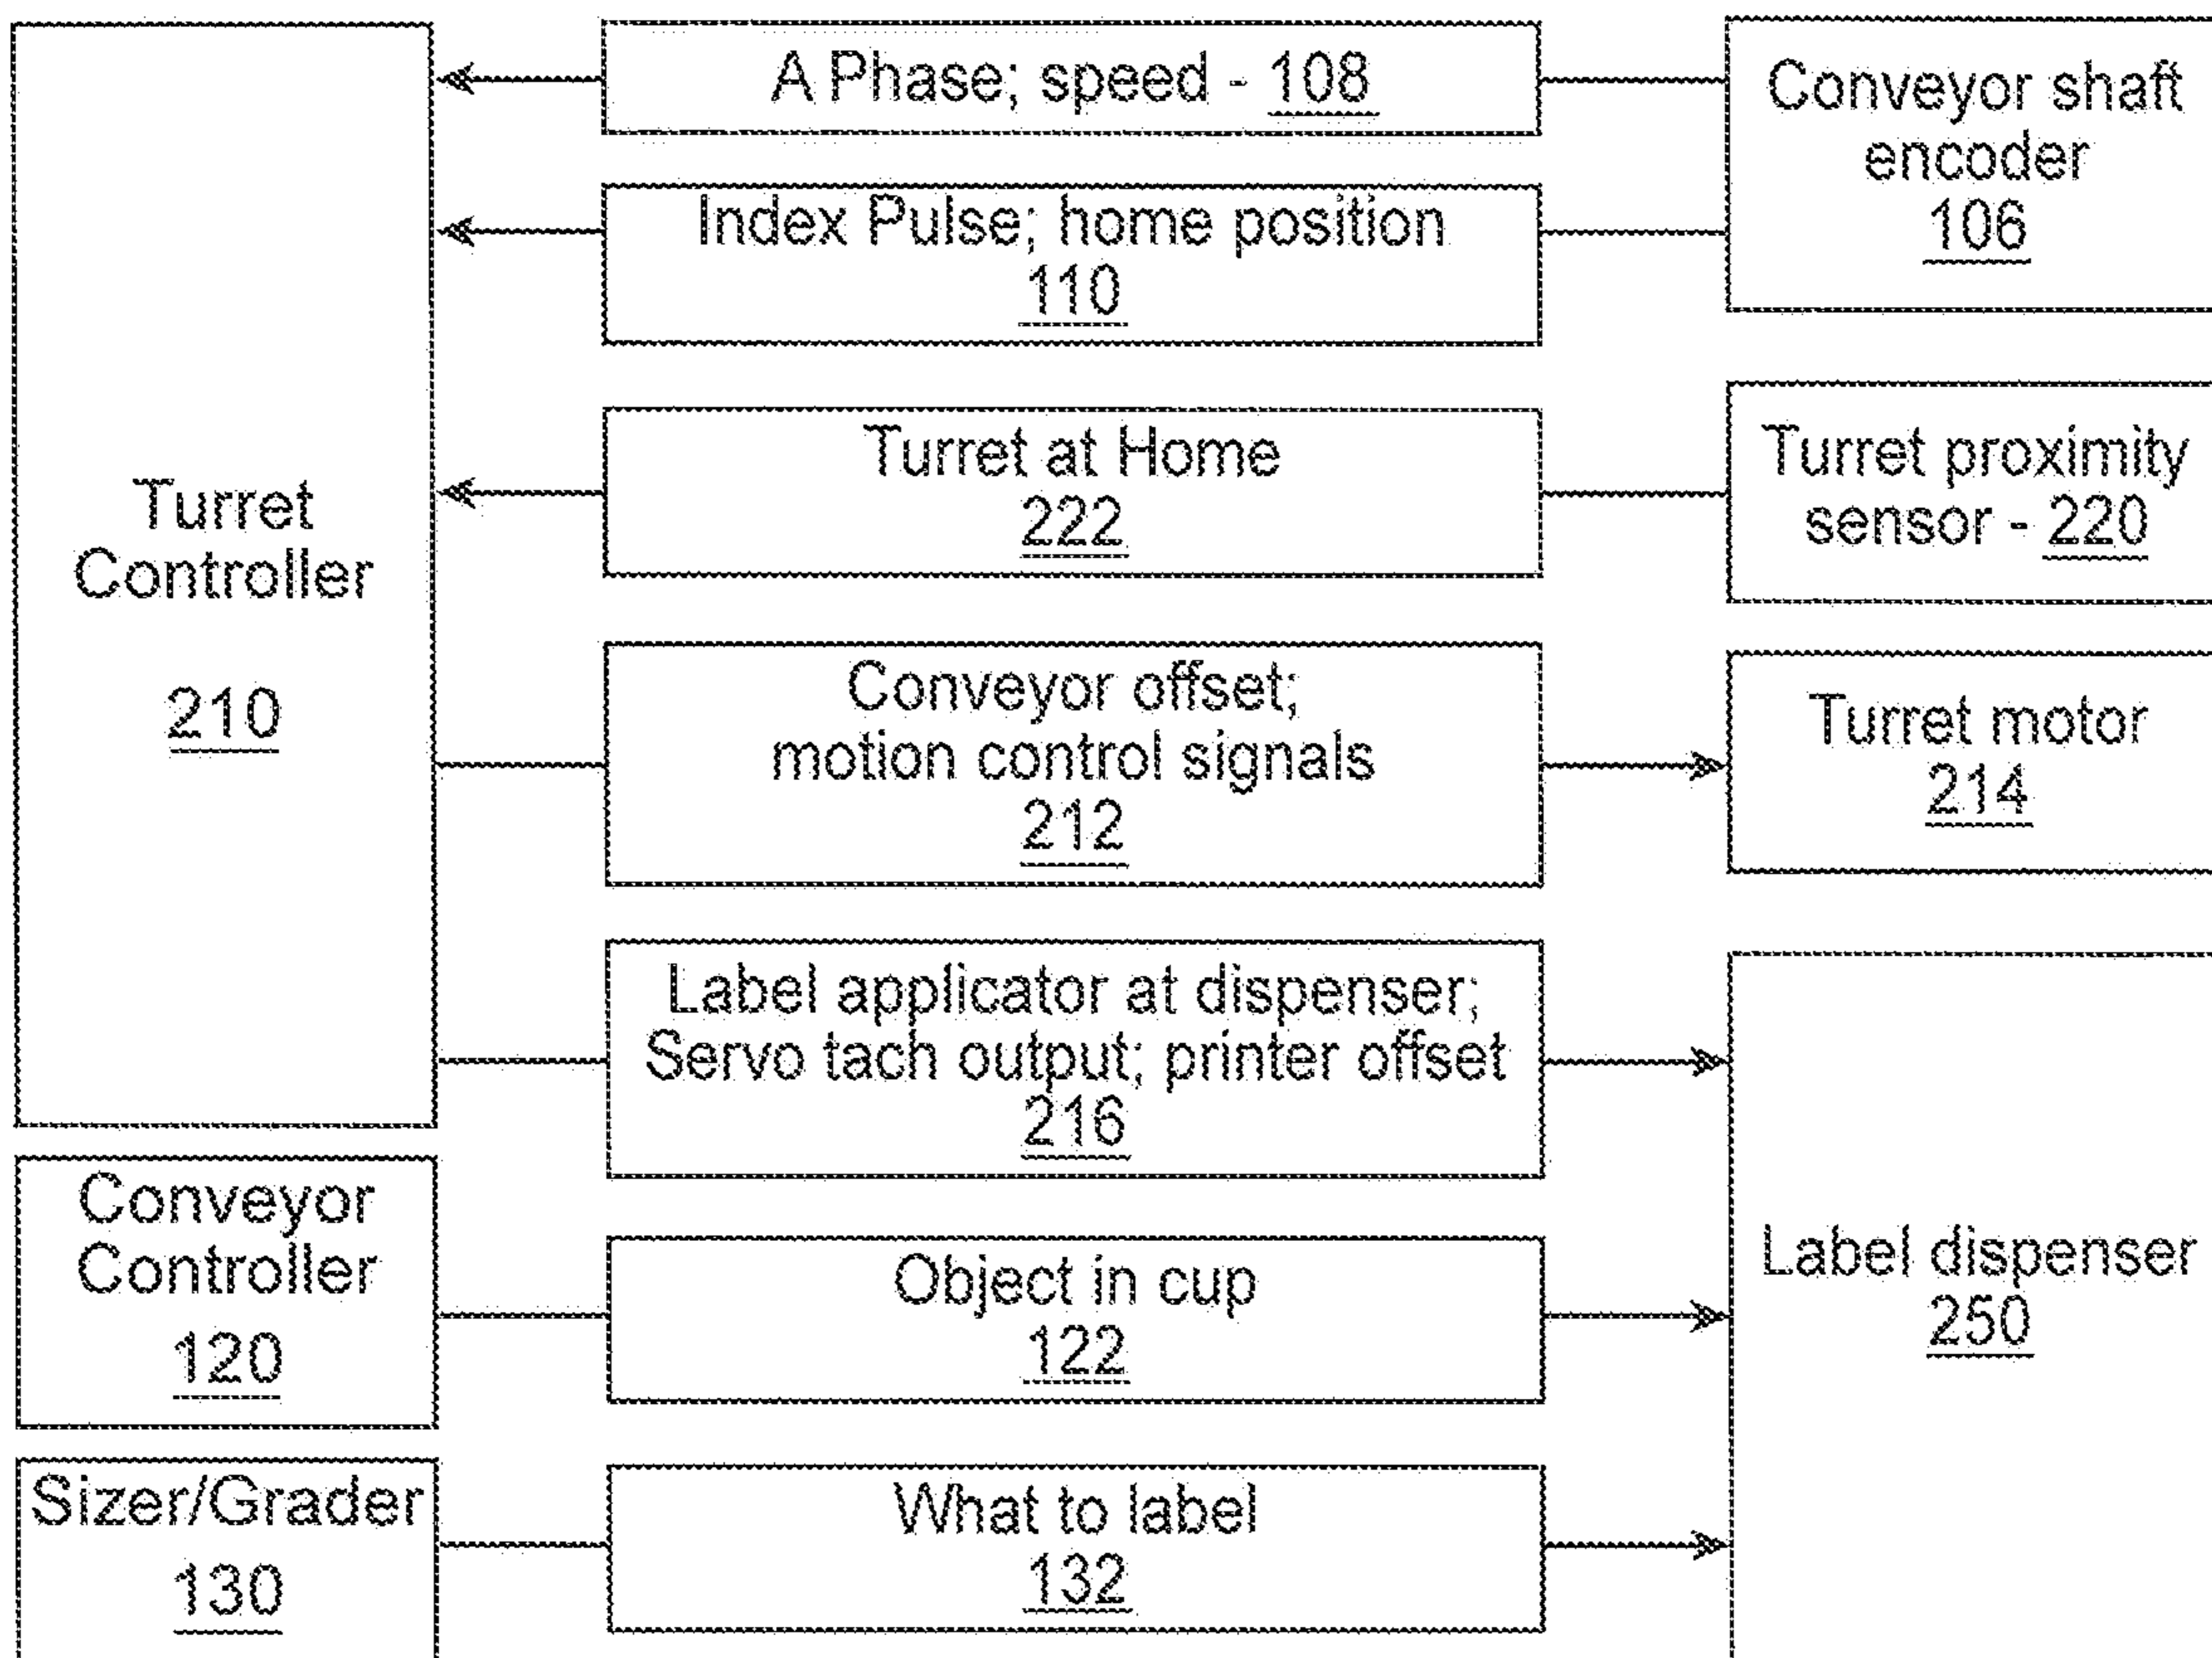 A Phase; speed - 108
Conveyor shaft
encoder
106
Index Pulse; home position
110
Turret
Controller
210
Turret at Home
222
Turret proximity
sensor - 220
Conveyor offset;
motion control signals
212
Turret motor
214
Label applicator at dispenser;
Servo tach output; printer offset
216
Conveyor
Controller
120
Object in cup
122
Label dispenser
250
Sizer/Grader
130
What to label
132